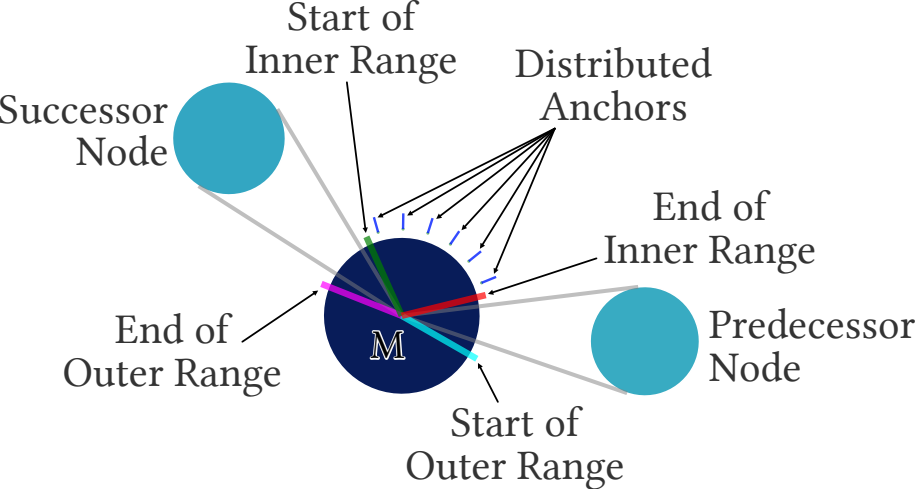 Start of
Inner Range
Distributed
Anchors
Successor
Node
End of
Inner Range
End of
Outer Range
M
Predecessor
Node
Start of
Outer Range